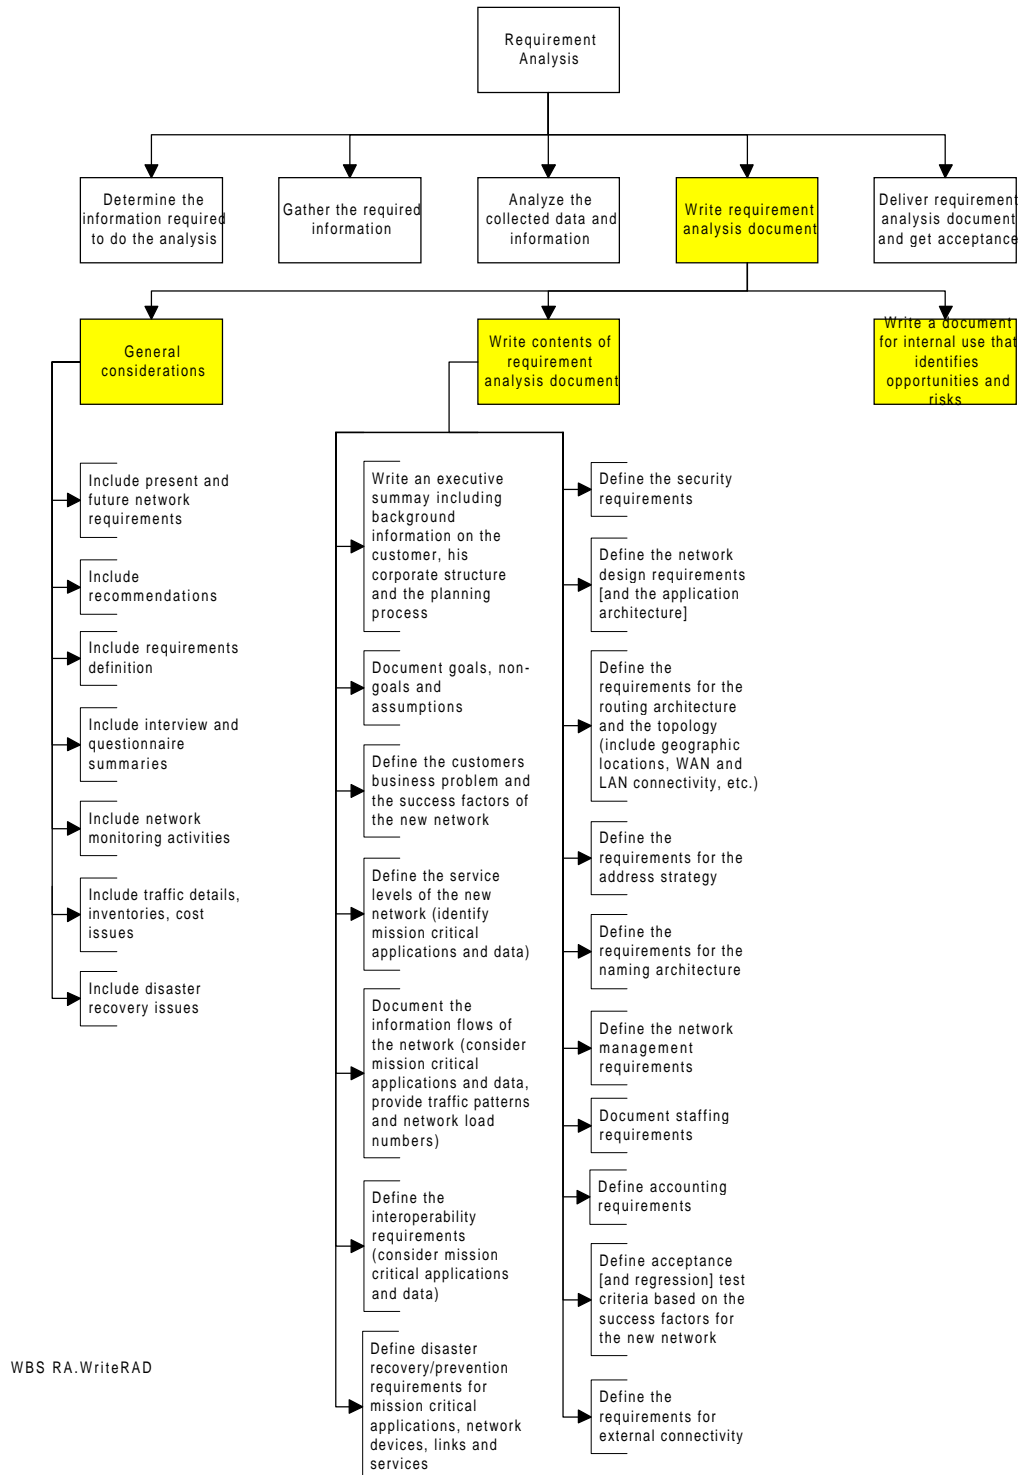 Requirement
Analysis
Determine the
information required
to do the analysis
Gather the required
information
Analyze the
collected data and
information
Write requirement
analysis document
Deliver requirement
analysis document
and get acceptance
General
considerations
Write contents of
requirement
analysis document
Write a document
for internal use that
identifies
opportunities and
risks
Include present and
future network
requirements
Include
recommendations
Include requirements
definition
Include interview and
questionnaire
summaries
Include network
monitoring activities
Include traffic details,
inventories, cost
issues
Include disaster
recovery issues
Write an executive
summay including
background
information on the
customer, his
corporate structure
and the planning
process
Document goals, non-
goals and
assumptions
Define the customers
business problem and
the success factors of
the new network
Define the service
levels of the new
network (identify
mission critical
applications and data)
Document the
information flows of
the network (consider
mission critical
applications and data,
provide traffic patterns
and network load
numbers)
Define the
interoperability
requirements
(consider mission
critical applications
and data)
Define disaster
recovery/prevention
requirements for
mission critical
applications, network
devices, links and
services
Define the security
requirements
Define the network
design requirements
[and the application
architecture]
Define the
requirements for the
routing architecture
and the topology
(include geographic
locations, WAN and
LAN connectivity, etc.)
Define the
requirements for the
address strategy
Define the
requirements for the
naming architecture
Define the network
management
requirements
Document staffing
requirements
Define accounting
requirements
Define acceptance
[and regression] test
criteria based on the
success factors for
the new network
Define the
requirements for
external connectivity
WBS RA.WriteRAD